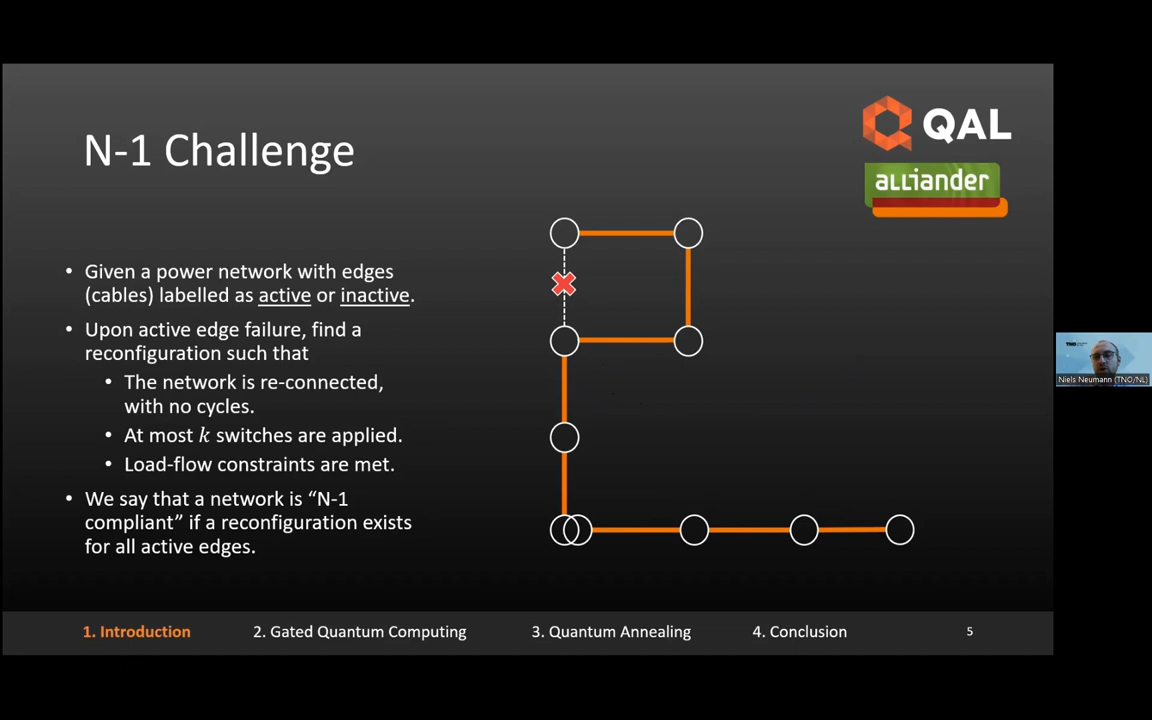 N-1 Challenge
QAL
alliander
• Given a power network with edges
(cables) labelled as active or inactive.
• Upon active edge failure, find a
reconfiguration such that
• The network is re-connected,
with no cycles.
• At most k switches are applied.
• Load-flow constraints are met.
• We say that a network is “N-1
compliant” if a reconfiguration exists
for all active edges.
TNO
Niels Neumann (TNO/NL)
1. Introduction 2. Gated Quantum Computing 3. Quantum Annealing 4. Conclusion 5